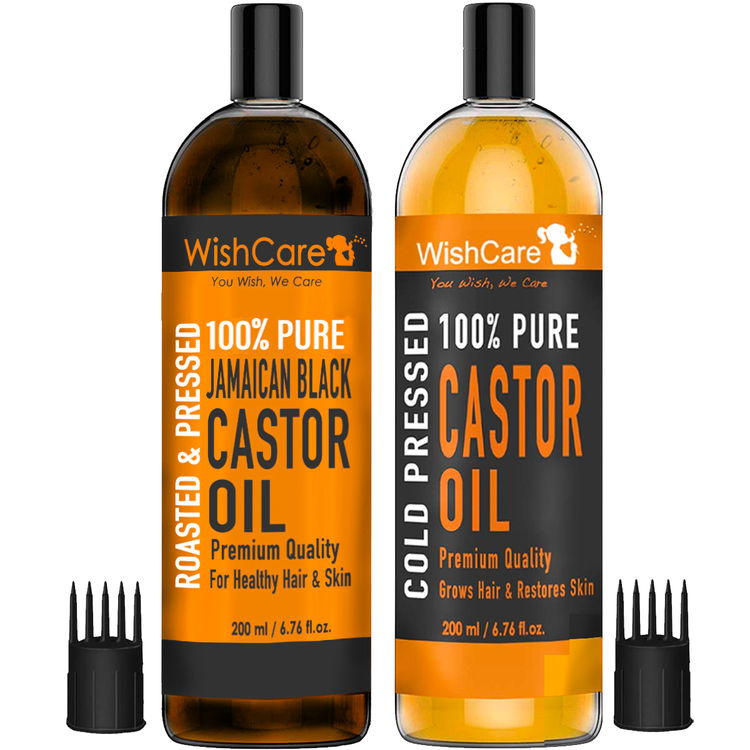 WishCare
You Wish, We Care
ROASTED & PRESSED
100% PURE
JAMAICAN BLACK
CASTOR
OIL
Premium Quality
For Healthy Hair & Skin
200 ml / 6.76 fl.oz.
WishCare
You Wish, We Care
COLD PRESSED
100% PURE
CASTOR
OIL
Premium Quality
Grows Hair & Restores Skin
200 ml / 6.76 fl.oz.